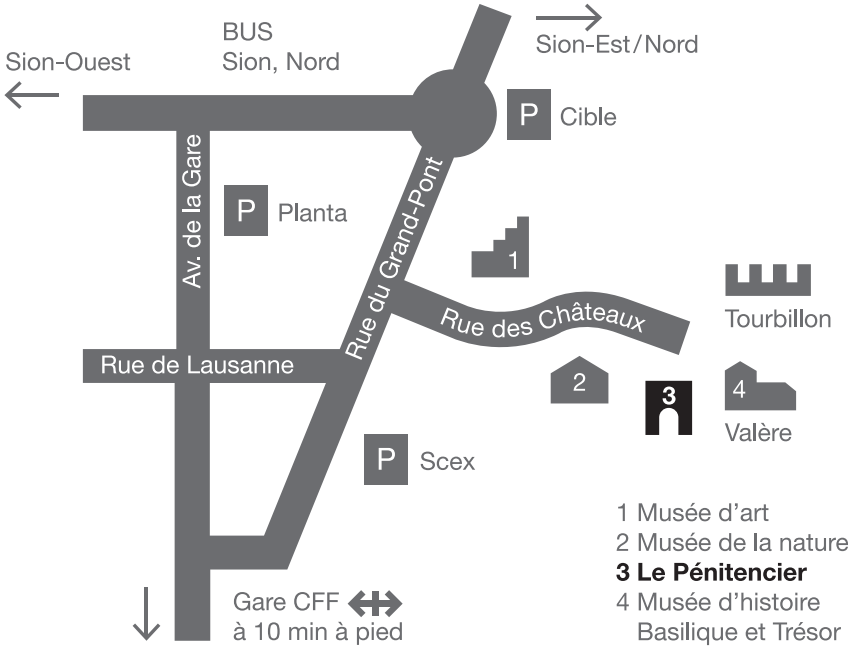 BUS
Sion, Nord
Sion-Est/Nord
Sion-Ouest
P Cible
Av. de la Gare
P Planta
Rue du Grand-Pont
1
Rue des Châteaux
Tourbillon
Rue de Lausanne
2
3
4
Valère
P Scex
1 Musée d’art
2 Musée de la nature
3 Le Pénitencier
4 Musée d’histoire
Basilique et Trésor
Gare CFF
à 10 min à pied